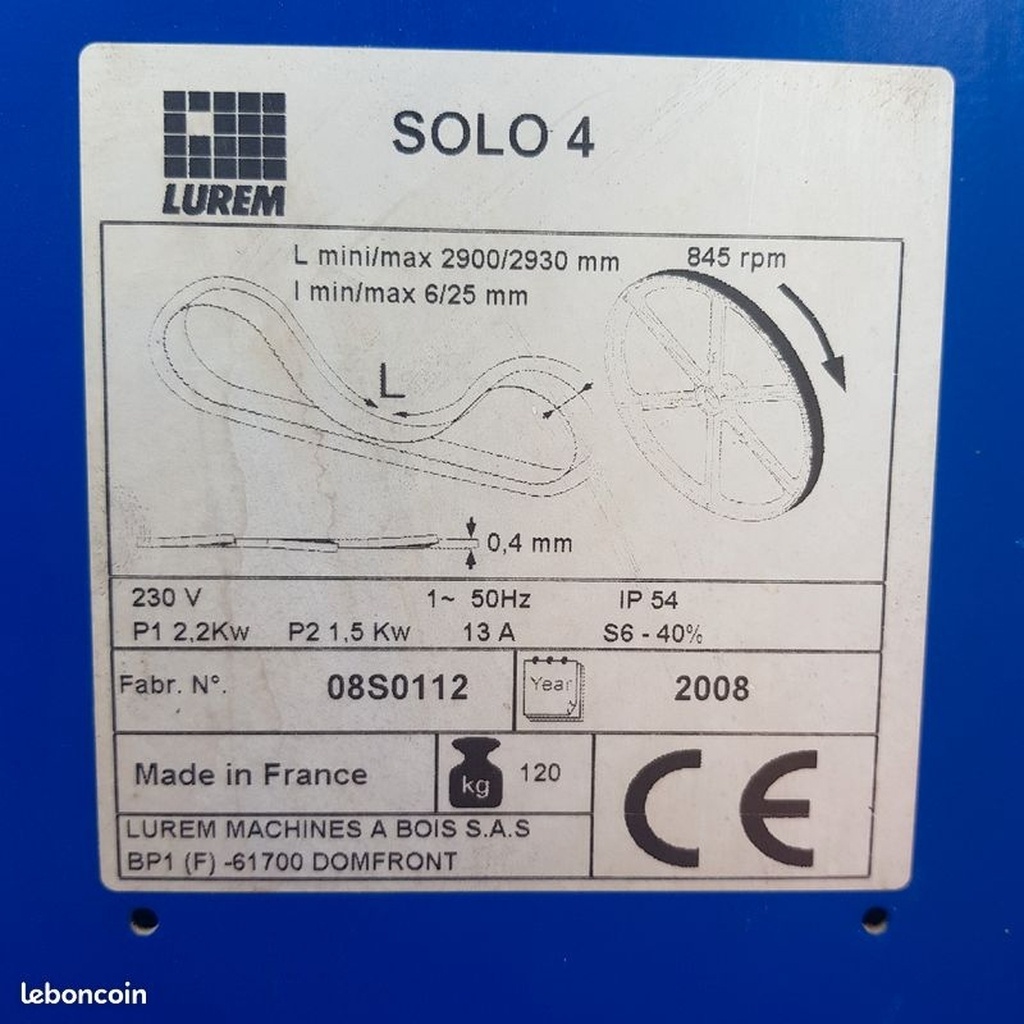 LUREM
SOLO 4
L mini/max 2900/2930 mm
l min/max 6/25 mm
845 rpm
L
0,4 mm
230 V 1~ 50Hz IP 54
P1 2,2Kw P2 1,5 Kw 13 A S6 - 40%
Fabr. N°. 08S0112 Year 2008
Made in France kg 120
CE
LUREM MACHINES A BOIS S.A.S
BP1 (F) -61700 DOMFRONT
leboncoin